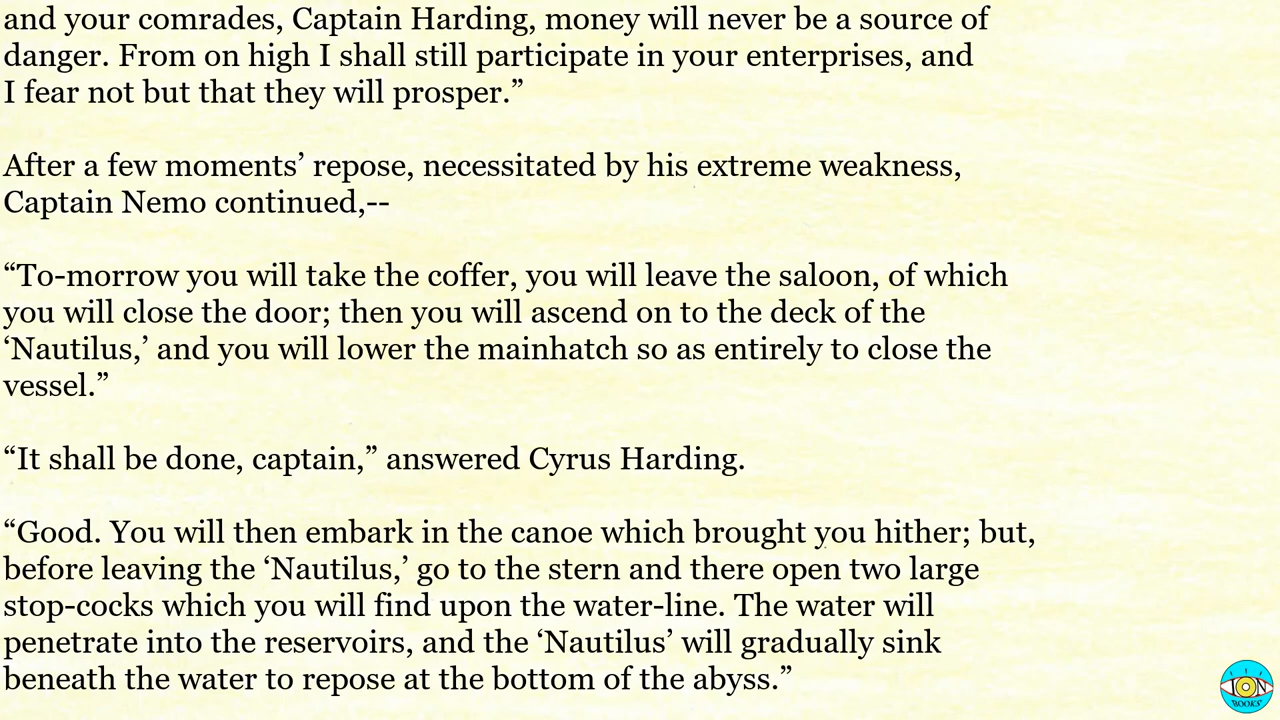 and your comrades, Captain Harding, money will never be a source of
danger. From on high I shall still participate in your enterprises, and
I fear not but that they will prosper.”
After a few moments’ repose, necessitated by his extreme weakness,
Captain Nemo continued,--
“To-morrow you will take the coffer, you will leave the saloon, of which
you will close the door; then you will ascend on to the deck of the
‘Nautilus,’ and you will lower the mainhatch so as entirely to close the
vessel.”
“It shall be done, captain,” answered Cyrus Harding.
“Good. You will then embark in the canoe which brought you hither; but,
before leaving the ‘Nautilus,’ go to the stern and there open two large
stop-cocks which you will find upon the water-line. The water will
penetrate into the reservoirs, and the ‘Nautilus’ will gradually sink
beneath the water to repose at the bottom of the abyss.”
ION
BOOKS